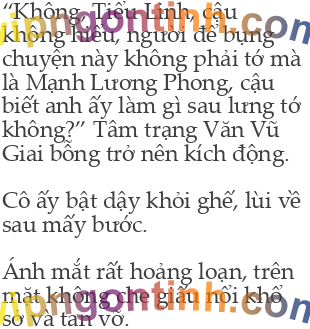 “Không, Tiểu Linh, cậu
không hiểu, người để bụng
chuyện này không phải tớ mà
là Mạnh Lương Phong, cậu
biết anh ấy làm gì sau lưng tớ
không?” Tâm trạng Văn Vũ
Giai bỗng trở nên kích động.
Cô ấy bật dậy khỏi ghế, lùi về
sau mấy bước.
Ánh mắt rất hoảng loạn, trên
mặt không che giấu nổi khổ
sở và tan vỡ.
vipngontinh.com
vipngontinh.com